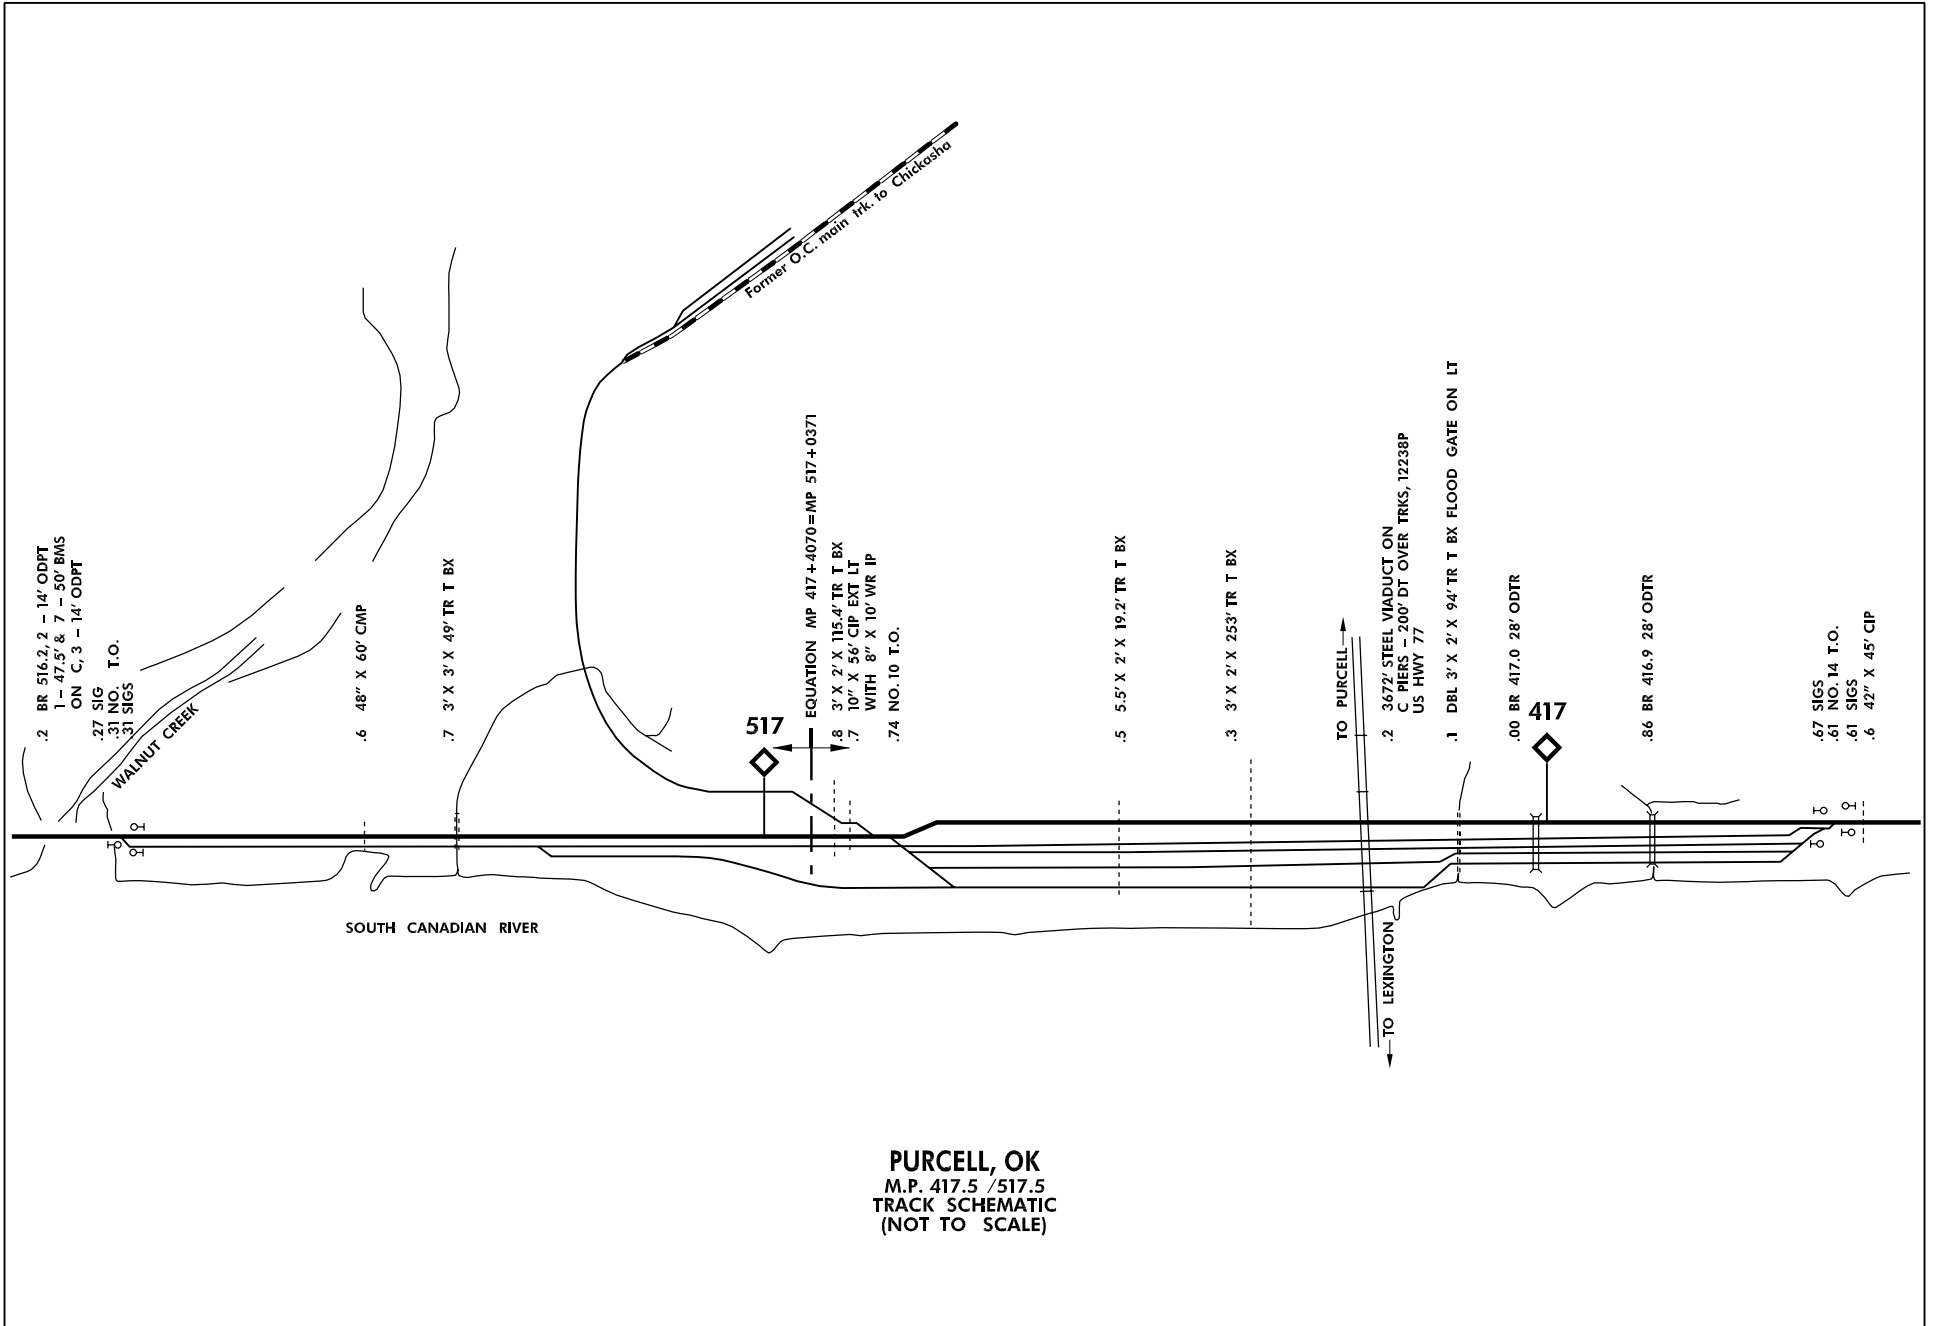 Former O.C. main trk. to Chickasha
.2 BR 516.2, 2 – 14' ODPT
1 – 47.5' & 7 – 50' BMS
ON C, 3 – 14' ODPT
.27 SIG
.31 NO. T.O.
.31 SIGS
WALNUT CREEK
.6 48" X 60' CMP
.7 3' X 3' X 49' TR T BX
517
EQUATION MP 417+4070=MP 517+0371
.8 3' X 2' X 115.4' TR T BX
.7 10" X 56' CIP EXT LT
WITH 8" X 10' WR IP
.74 NO. 10 T.O.
.5 5.5' X 2' X 19.2' TR T BX
.3 3' X 2' X 253' TR T BX
TO PURCELL
.2 3672' STEEL VIADUCT ON
C PIERS – 200' DT OVER TRKS, 12238P
US HWY 77
.1 DBL 3' X 2' X 94' TR T BX FLOOD GATE ON LT
.00 BR 417.0 28' ODTR
417
.86 BR 416.9 28' ODTR
.67 SIGS
.61 NO. 14 T.O.
.61 SIGS
.6 42" X 45' CIP
SOUTH CANADIAN RIVER
TO LEXINGTON
PURCELL, OK
M.P. 417.5 /517.5
TRACK SCHEMATIC
(NOT TO SCALE)